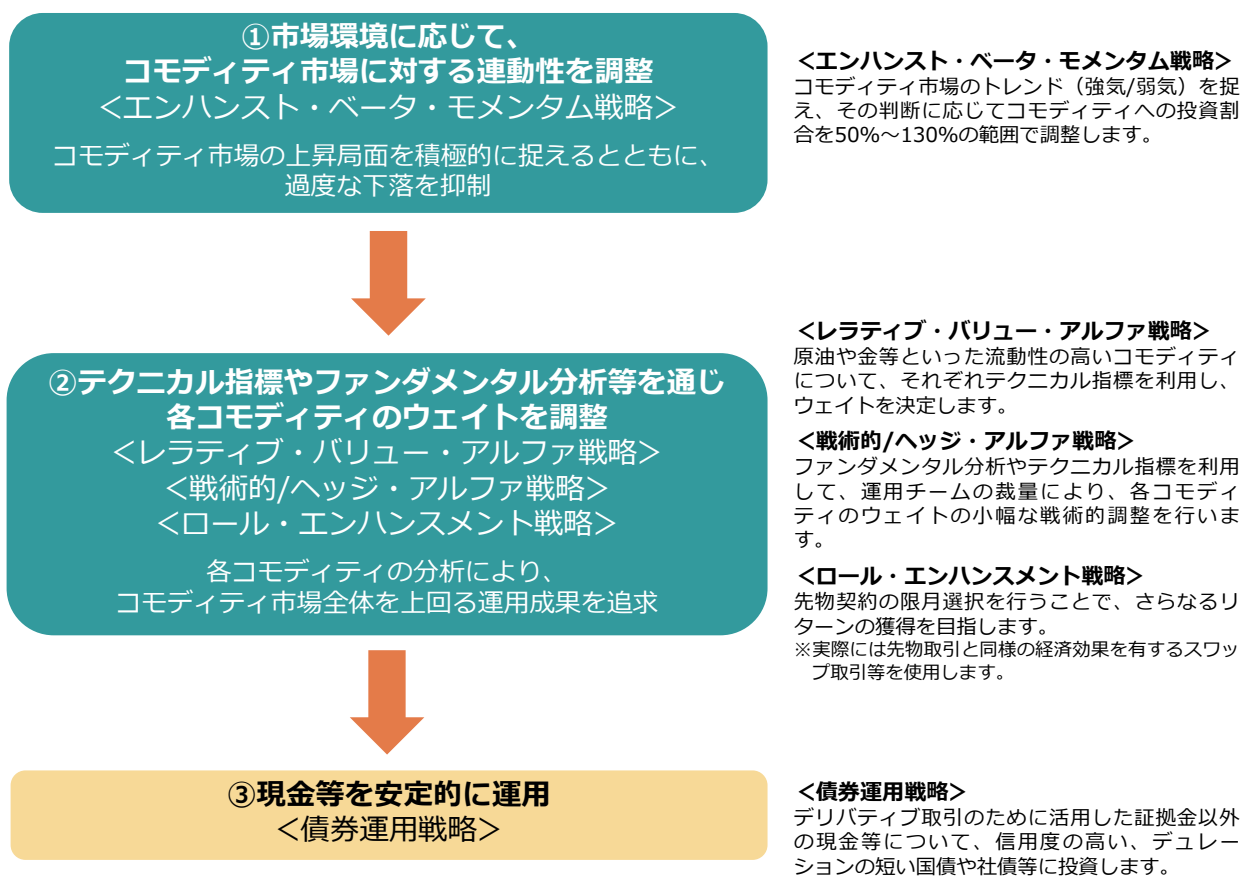 ①市場環境に応じて、
コモディティ市場に対する連動性を調整
＜エンハンスト・ベータ・モメンタム戦略＞
コモディティ市場の上昇局面を積極的に捉えるとともに、
過度な下落を抑制
＜エンハンスト・ベータ・モメンタム戦略＞
コモディティ市場のトレンド（強気/弱気）を捉
え、その判断に応じてコモディティへの投資割
合を50%～130%の範囲で調整します。
②テクニカル指標やファンダメンタル分析等を通じ
各コモディティのウェイトを調整
＜レラティブ・バリュー・アルファ戦略＞
＜戦術的/ヘッジ・アルファ戦略＞
＜ロール・エンハンスメント戦略＞
各コモディティの分析により、
コモディティ市場全体を上回る運用成果を追求
＜レラティブ・バリュー・アルファ戦略＞
原油や金等といった流動性の高いコモディティ
について、それぞれテクニカル指標を利用し、
ウェイトを決定します。
＜戦術的/ヘッジ・アルファ戦略＞
ファンダメンタル分析やテクニカル指標を利用
して、運用チームの裁量により、各コモディ
ティのウェイトの小幅な戦術的調整を行いま
す。
＜ロール・エンハンスメント戦略＞
先物契約の限月選択を行うことで、さらなるリ
ターンの獲得を目指します。
※実際には先物取引と同様の経済効果を有するスワッ
プ取引等を使用します。
③現金等を安定的に運用
＜債券運用戦略＞
＜債券運用戦略＞
デリバティブ取引のために活用した証拠金以外
の現金等について、信用度の高い、デュレー
ションの短い国債や社債等に投資します。